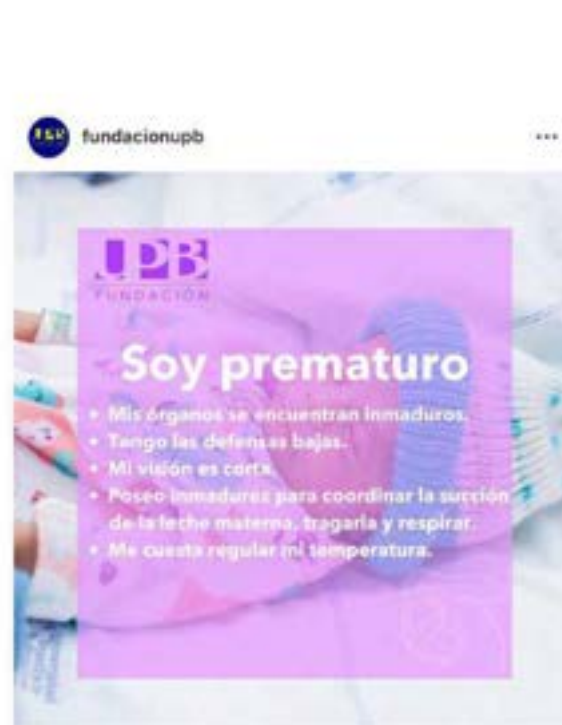 fundacionupb
UPB
FUNDACIÓN
Soy prematuro
• Mis órganos se encuentran inmaduros.
• Tengo las defensas bajas.
• Mi visión es corta.
• Poseo inmadurez para coordinar la succión
de la leche materna, tragarla y respirar.
• Me cuesta regular mi temperatura.